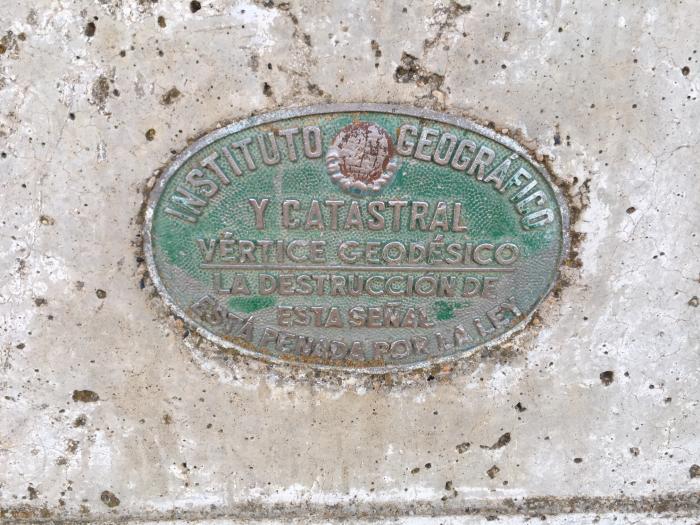 INSTITUTO GEOGRÁFICO
Y CATASTRAL
VÉRTICE GEODÉSICO
LA DESTRUCCIÓN DE
ESTA SEÑAL
ESTÁ PENADA POR LA LEY